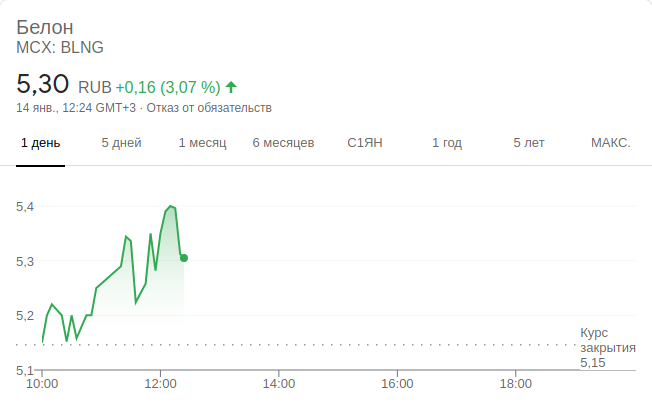 Белон
MCX: BLNG
5,30 RUB +0,16 (3,07 %)
14 янв., 12:24 GMT+3 · Отказ от обязательств
1 день 5 дней 1 месяц 6 месяцев С1ЯН 1 год 5 лет МАКС.
5,4
5,3
5,2
5,1
Курс
закрытия
5,15
10:00 12:00 14:00 16:00 18:00